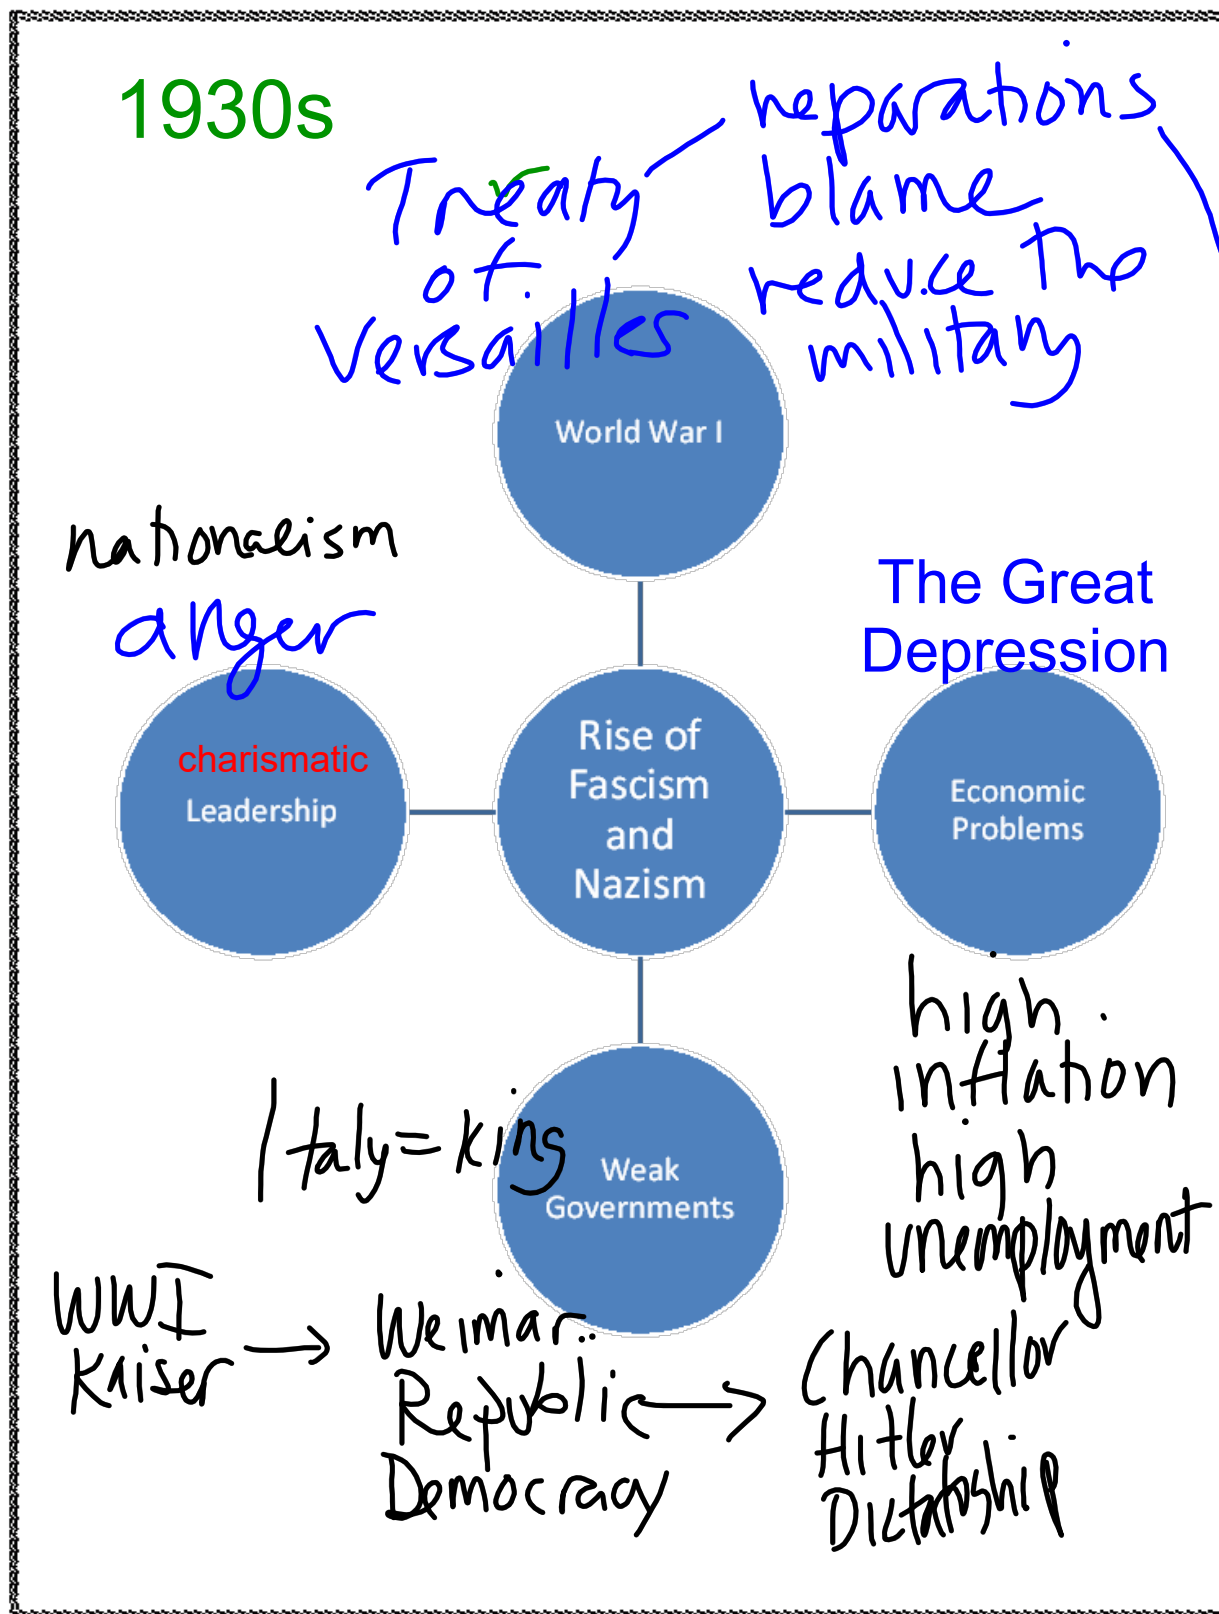 1930s
Treaty
of
Versailles
reparations
blame
reduce the
military
World War I
nationalism
anger
charismatic
Leadership
Rise of
Fascism
and
Nazism
The Great
Depression
Economic
Problems
high
inflation
high
unemployment
Italy = king
Weak
Governments
WWI
Kaiser
Weimar
Republic
Democracy
Chancellor
Hitler
Dictatorship